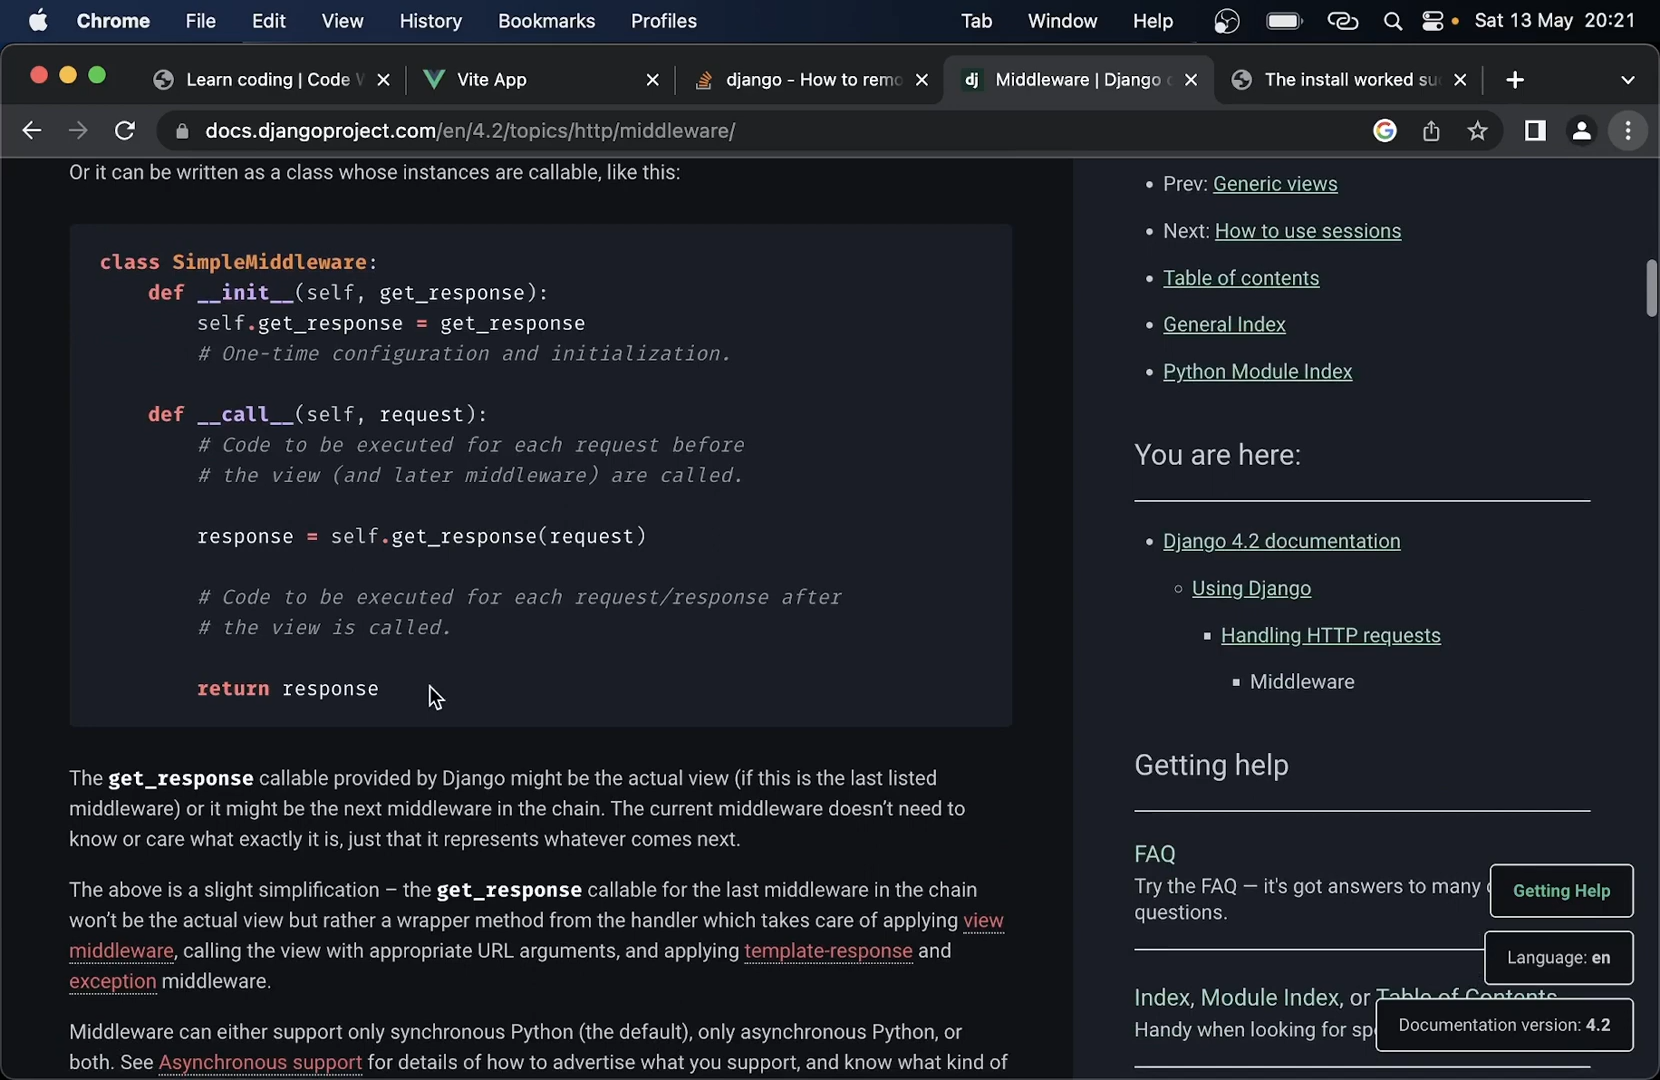 Chrome File Edit View History Bookmarks Profiles Tab Window Help Sat 13 May 20:21
Learn coding | Code Vite App django - How to remo Middleware | Django The install worked su
docs.djangoproject.com/en/4.2/topics/http/middleware/
Or it can be written as a class whose instances are callable, like this:
class SimpleMiddleware:
def __init__(self, get_response):
self.get_response = get_response
# One-time configuration and initialization.
def __call__(self, request):
# Code to be executed for each request before
# the view (and later middleware) are called.
response = self.get_response(request)
# Code to be executed for each request/response after
# the view is called.
return response
The get_response callable provided by Django might be the actual view (if this is the last listed
middleware) or it might be the next middleware in the chain. The current middleware doesn't need to
know or care what exactly it is, just that it represents whatever comes next.
The above is a slight simplification – the get_response callable for the last middleware in the chain
won't be the actual view but rather a wrapper method from the handler which takes care of applying view
middleware, calling the view with appropriate URL arguments, and applying template-response and
exception middleware.
Middleware can either support only synchronous Python (the default), only asynchronous Python, or
both. See Asynchronous support for details of how to advertise what you support, and know what kind of
Prev: Generic views
Next: How to use sessions
Table of contents
General Index
Python Module Index
You are here:
Django 4.2 documentation
Using Django
Handling HTTP requests
Middleware
Getting help
FAQ
Try the FAQ — it's got answers to many
questions.
Getting Help
Language: en
Index, Module Index, or Table of Contents
Handy when looking for
Documentation version: 4.2